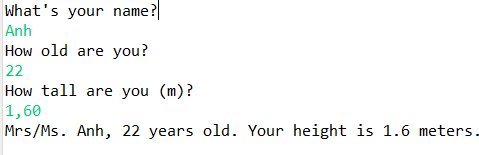 What's your name?
Anh
How old are you?
22
How tall are you (m)?
1,60
Mrs/Ms. Anh, 22 years old. Your height is 1.6 meters.